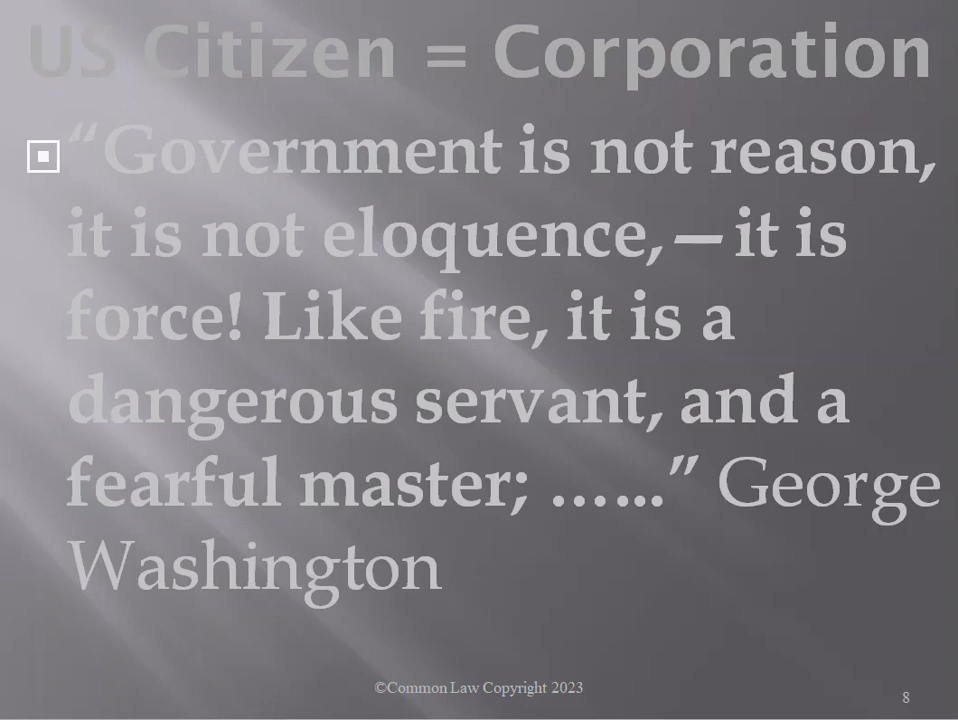 US Citizen = Corporation
“Government is not reason,
it is not eloquence,—it is
force! Like fire, it is a
dangerous servant, and a
fearful master; …...” George
Washington
©Common Law Copyright 2023
8